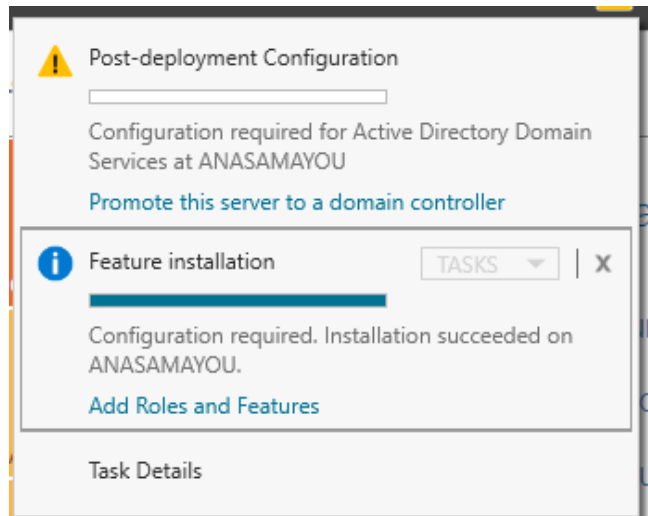 Post-deployment Configuration
Configuration required for Active Directory Domain
Services at ANASAMAYOU
Promote this server to a domain controller
Feature installation
TASKS
X
Configuration required. Installation succeeded on
ANASAMAYOU.
Add Roles and Features
Task Details